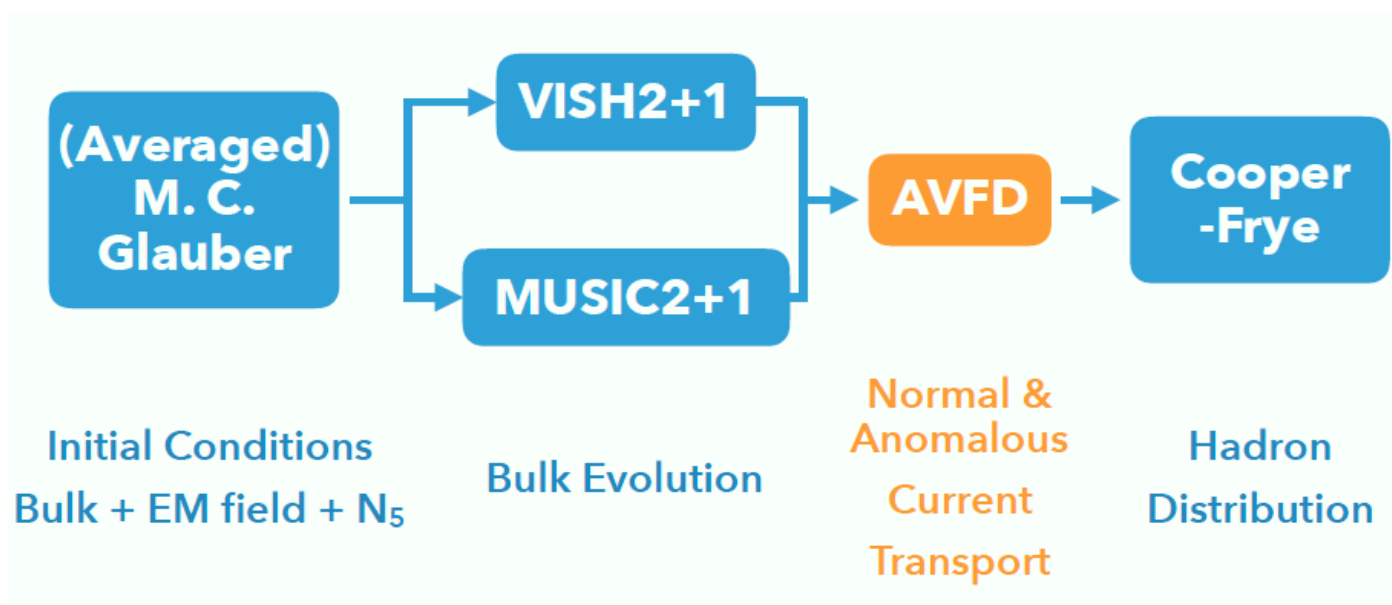 (Averaged)
M. C.
Glauber
VISH2+1
MUSIC2+1
AVFD
Cooper
-Frye
Initial Conditions
Bulk + EM field + N₅
Bulk Evolution
Normal &
Anomalous
Current
Transport
Hadron
Distribution